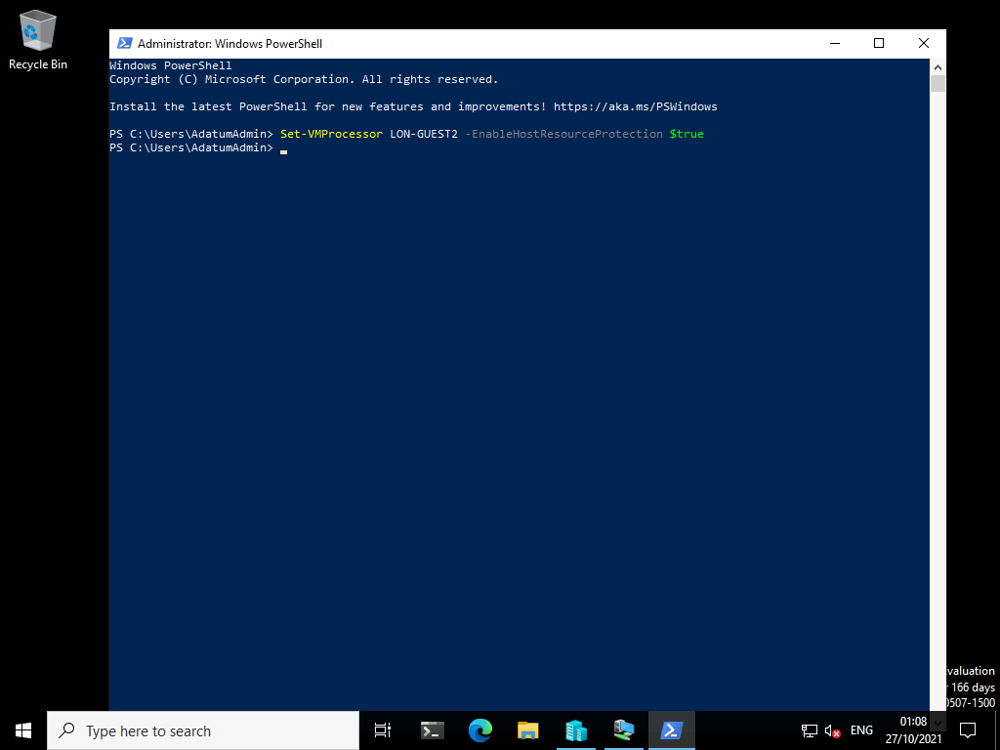 Recycle Bin
Administrator: Windows PowerShell
Windows PowerShell
Copyright (C) Microsoft Corporation. All rights reserved.
Install the latest PowerShell for new features and improvements! https://aka.ms/PSWindows
PS C:\Users\AdatumAdmin> Set-VMProcessor LON-GUEST2 -EnableHostResourceProtection $true
PS C:\Users\AdatumAdmin>
valuation
166 days
0507-1500
Type here to search
ENG
01:08
27/10/2021